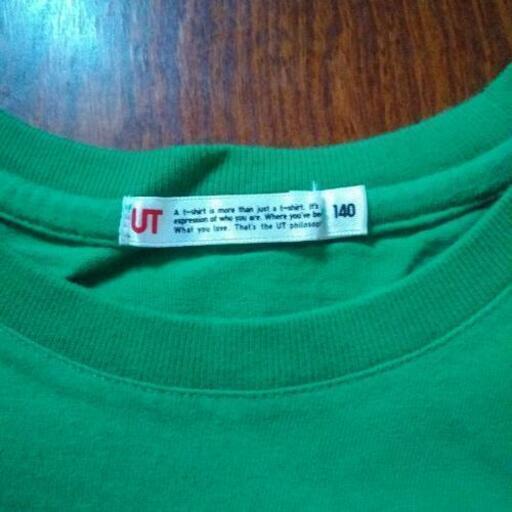 UT
A t-shirt is more than just a t-shirt. It's
expression of who you are. Where you've be
What you love. That's the UT philosop
140